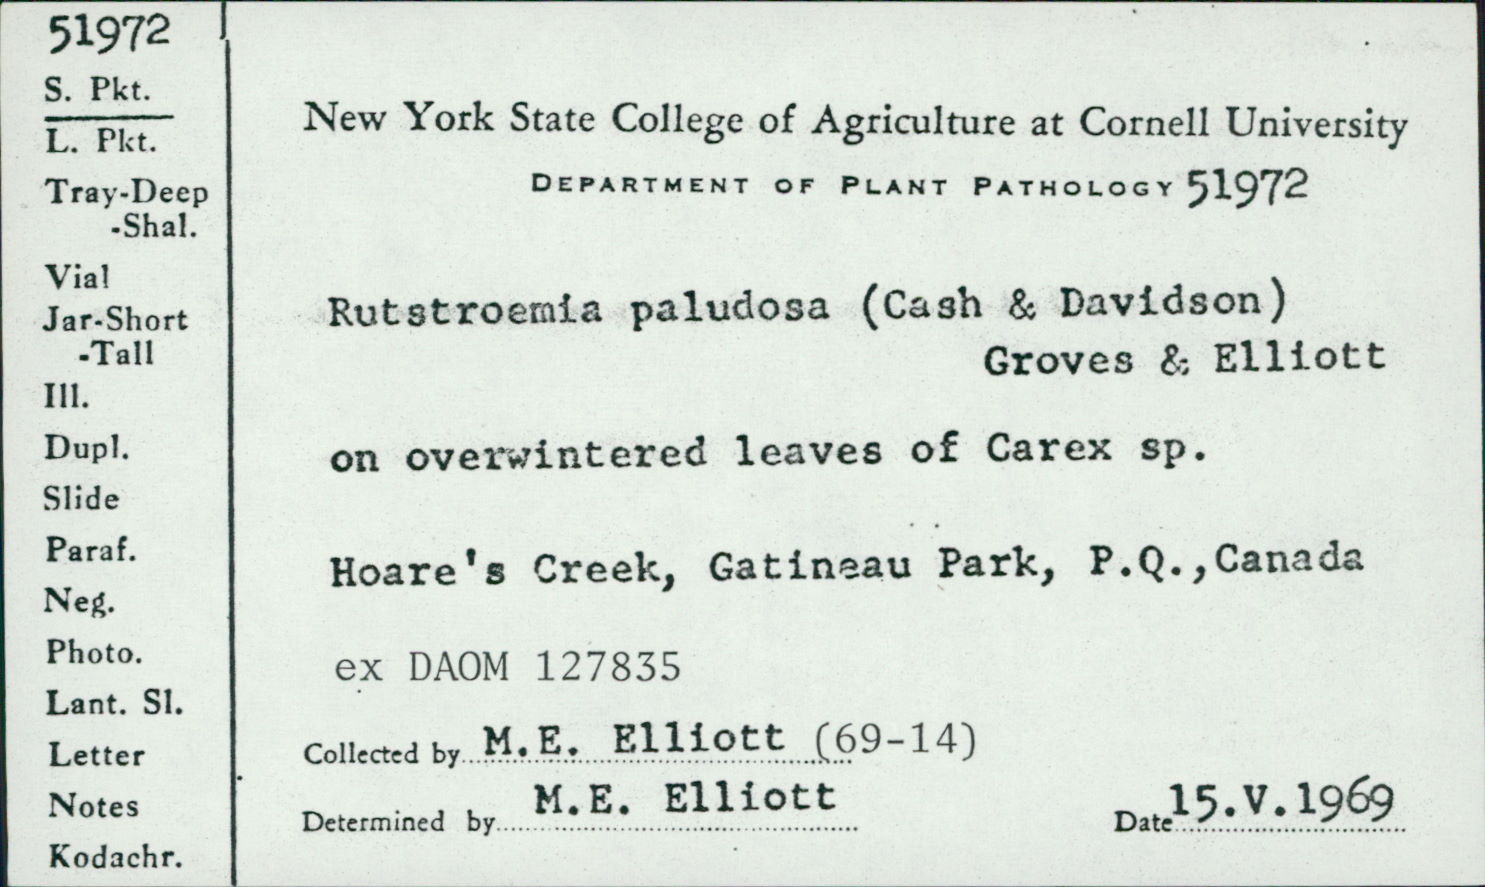 51972
S. Pkt.
L. Pkt.
Tray-Deep
-Shal.
Vial
Jar-Short
-Tall
Ill.
Dupl.
Slide
Paraf.
Neg.
Photo.
Lant. Sl.
Letter
Notes
Kodachr.
New York State College of Agriculture at Cornell University
DEPARTMENT OF PLANT PATHOLOGY 51972
Rutstroemia paludosa (Cash & Davidson)
Groves & Elliott
on overwintered leaves of Carex sp.
Hoare's Creek, Gatineau Park, P.Q.,Canada
ex DAOM 127835
Collected by M.E. Elliott (69-14)
Determined by M.E. Elliott Date 15.V.1969